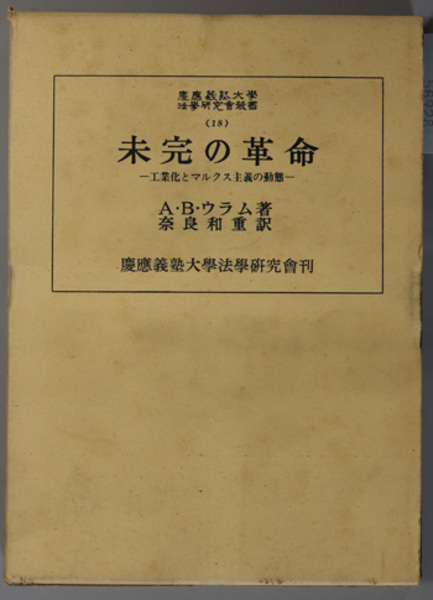 慶應義塾大學
法學研究會叢書
(18)
未完の革命
―工業化とマルクス主義の動態―
A・B・ウラム著
奈良和重訳
慶應義塾大學法學研究會刊